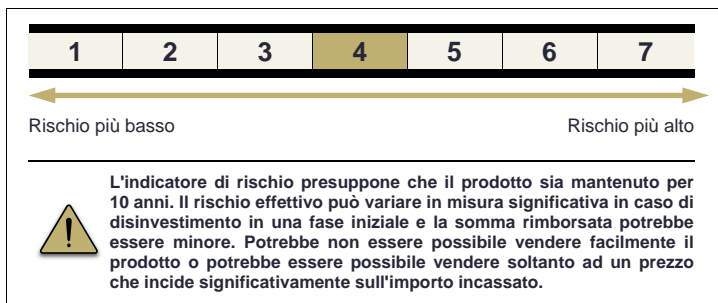 1 2 3 4 5 6 7
Rischio più basso Rischio più alto
L'indicatore di rischio presuppone che il prodotto sia mantenuto per
10 anni. Il rischio effettivo può variare in misura significativa in caso di
disinvestimento in una fase iniziale e la somma rimborsata potrebbe
essere minore. Potrebbe non essere possibile vendere facilmente il
prodotto o potrebbe essere possibile vendere soltanto ad un prezzo
che incide significativamente sull'importo incassato.